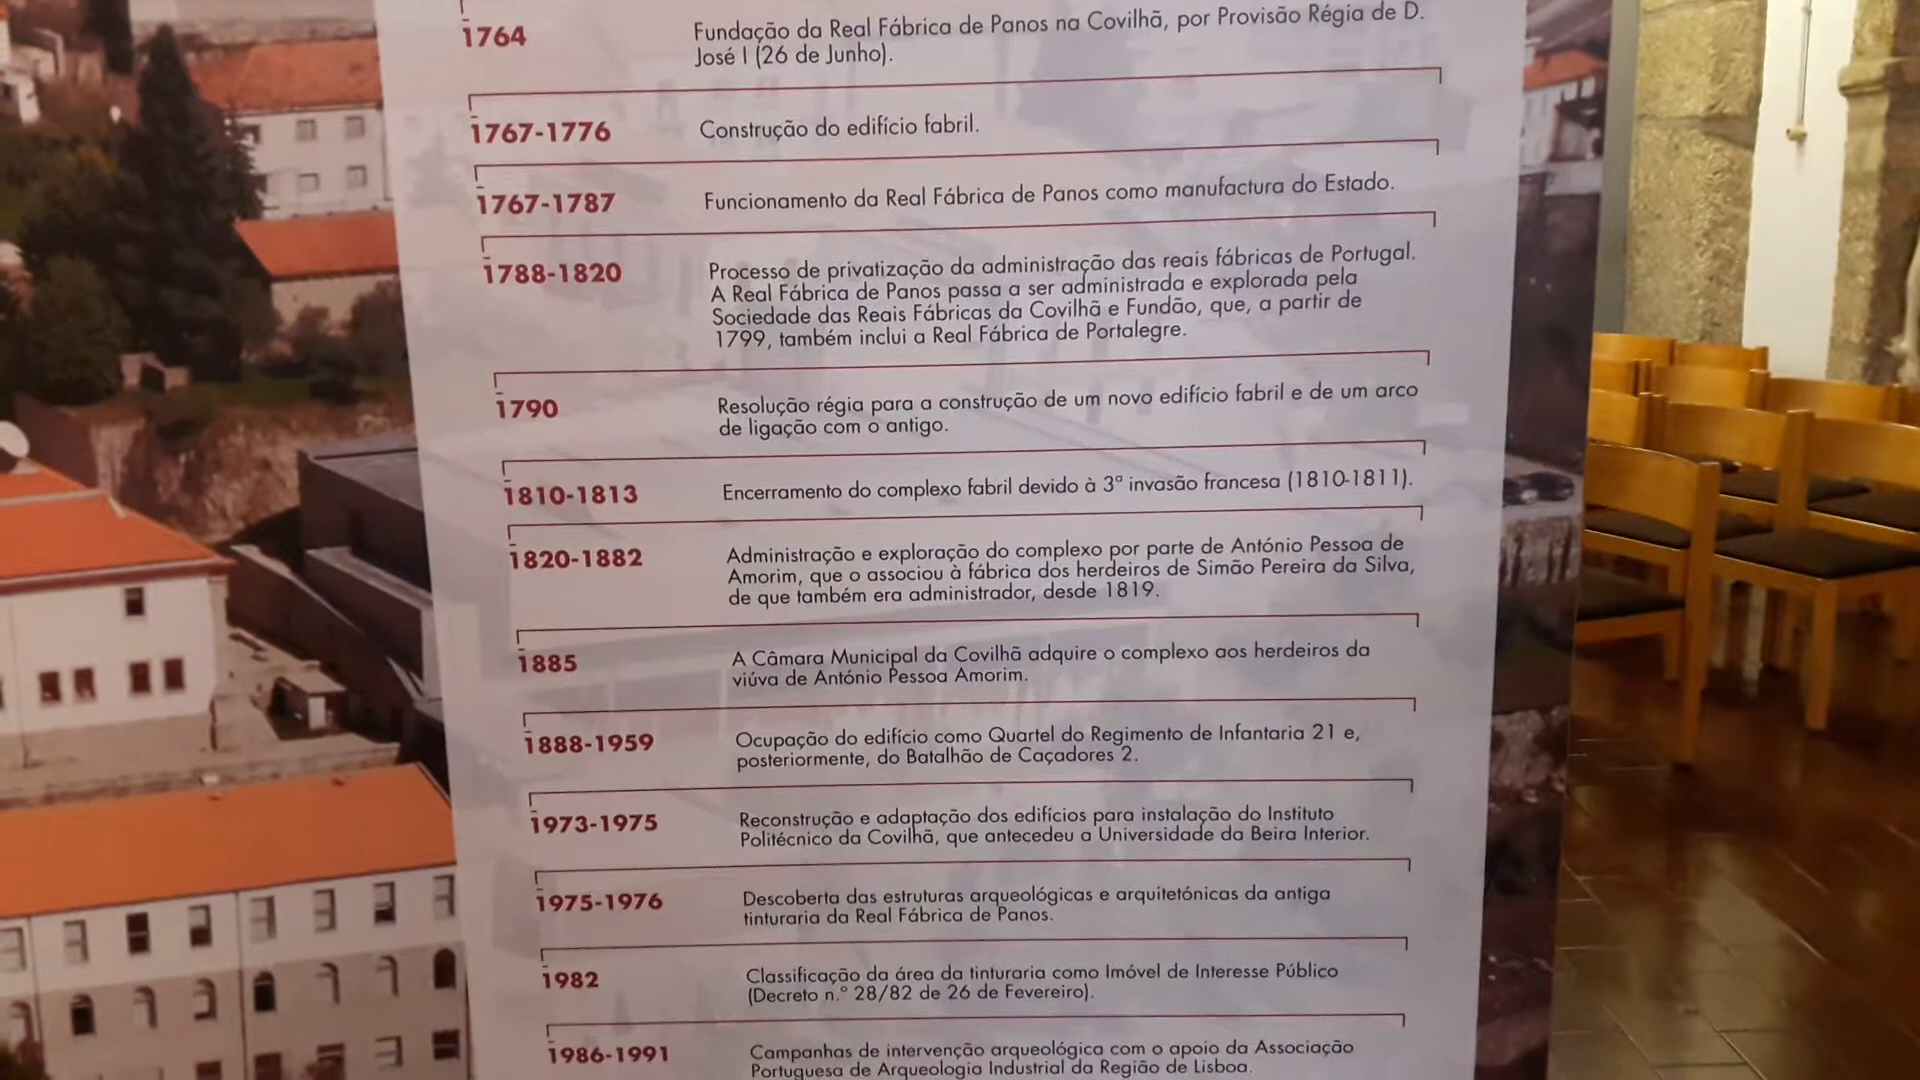 1764
Fundação da Real Fábrica de Panos na Covilhã, por Provisão Régia de D.
José I (26 de Junho).
1767-1776
Construção do edifício fabril.
1767-1787
Funcionamento da Real Fábrica de Panos como manufactura do Estado.
1788-1820
Processo de privatização da administração das reais fábricas de Portugal.
A Real Fábrica de Panos passa a ser administrada e explorada pela
Sociedade das Reais Fábricas da Covilhã e Fundão, que, a partir de
1799, também inclui a Real Fábrica de Portalegre.
1790
Resolução régia para a construção de um novo edifício fabril e de um arco
de ligação com o antigo.
1810-1813
Encerramento do complexo fabril devido à 3ª invasão francesa (1810-1811).
1820-1882
Administração e exploração do complexo por parte de António Pessoa de
Amorim, que o associou à fábrica dos herdeiros de Simão Pereira da Silva,
de que também era administrador, desde 1819.
1885
A Câmara Municipal da Covilhã adquire o complexo aos herdeiros da
viúva de António Pessoa Amorim.
1888-1959
Ocupação do edifício como Quartel do Regimento de Infantaria 21 e,
posteriormente, do Batalhão de Caçadores 2.
1973-1975
Reconstrução e adaptação dos edifícios para instalação do Instituto
Politécnico da Covilhã, que antecedeu a Universidade da Beira Interior.
1975-1976
Descoberta das estruturas arqueológicas e arquitetónicas da antiga
tinturaria da Real Fábrica de Panos.
1982
Classificação da área da tinturaria como Imóvel de Interesse Público
(Decreto n.º 28/82 de 26 de Fevereiro).
1986-1991
Campanhas de intervenção arqueológica com o apoio da Associação
Portuguesa de Arqueologia Industrial da Região de Lisboa.